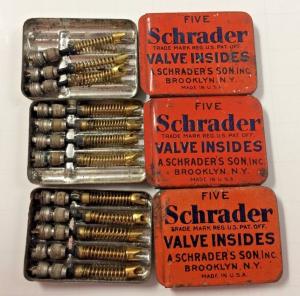 FIVE
Schrader
TRADE MARK REG. U.S. PAT. OFF.
VALVE INSIDES
A. SCHRADER'S SON, INC.
BROOKLYN, N.Y.
MADE IN U.S.A.
FIVE
Schrader
TRADE MARK REG. U.S. PAT. OFF.
VALVE INSIDES
A. SCHRADER'S SON, INC.
BROOKLYN, N.Y.
MADE IN U.S.A.
FIVE
Schrader
TRADE MARK REG. U.S. PAT. OFF.
VALVE INSIDES
A. SCHRADER'S SON, INC.
BROOKLYN, N.Y.
MADE IN U.S.A.